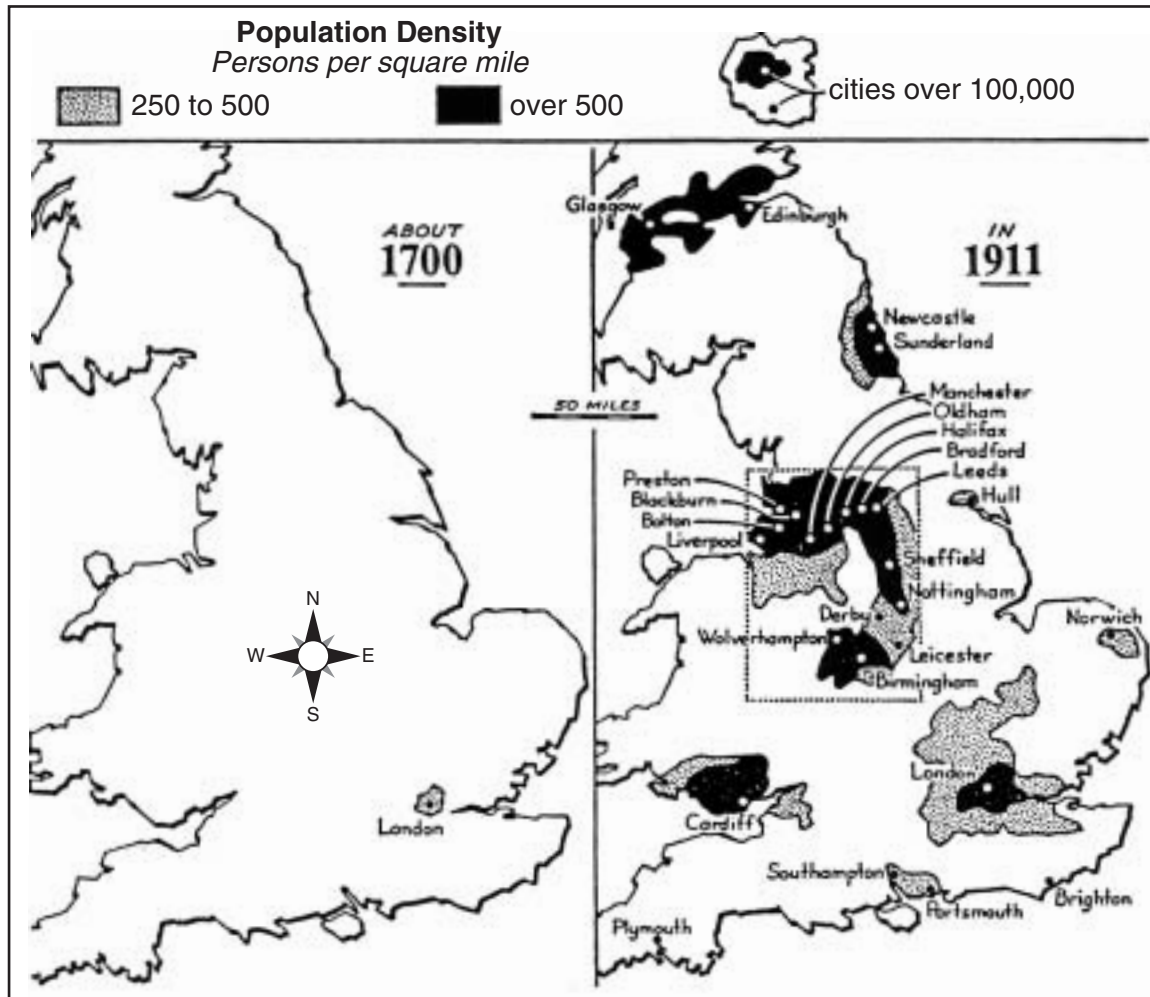 Population Density
Persons per square mile
250 to 500
over 500
cities over 100,000
ABOUT
1700
N
W
E
S
London
50 MILES
IN
1911
Glasgow
Edinburgh
Newcastle
Sunderland
Manchester
Oldham
Halifax
Bradford
Leeds
Preston
Blackburn
Bolton
Liverpool
Hull
Sheffield
Nottingham
Derby
Norwich
Wolverhampton
Leicester
Birmingham
London
Cardiff
Southampton
Portsmouth
Brighton
Plymouth